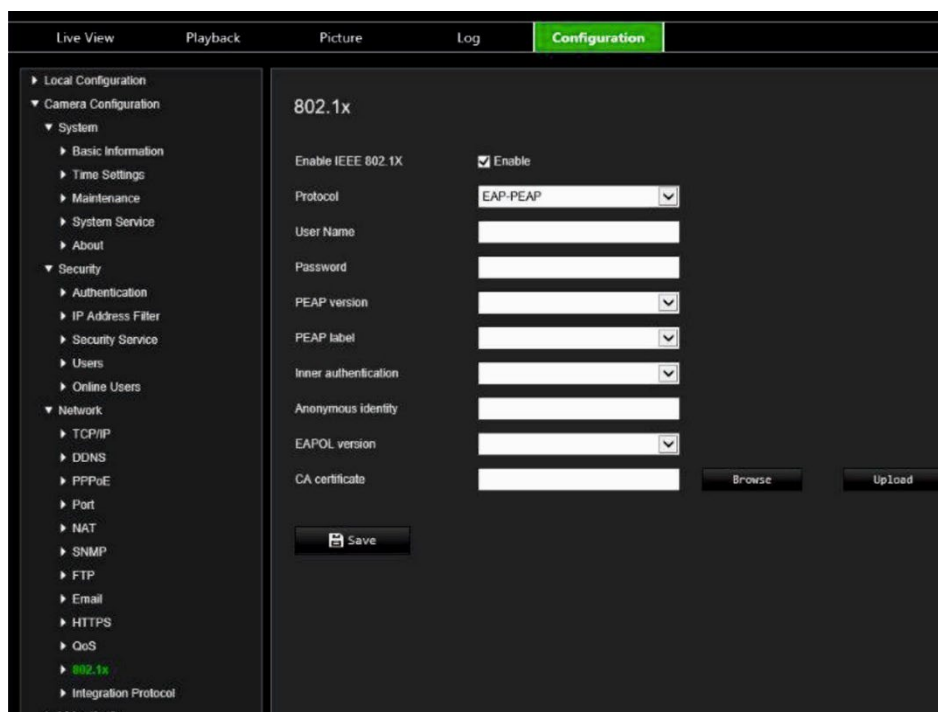 Live View Playback Picture Log Configuration
Local Configuration
Camera Configuration
System
Basic Information
Time Settings
Maintenance
System Service
About
Security
Authentication
IP Address Filter
Security Service
Users
Online Users
Network
TCP/IP
DDNS
PPPoE
Port
NAT
SNMP
FTP
Email
HTTPS
QoS
802.1x
Integration Protocol
802.1x
Enable IEEE 802.1X Enable
Protocol EAP-PEAP
User Name
Password
PEAP version
PEAP label
Inner authentication
Anonymous identity
EAPOL version
CA certificate Browse Upload
Save